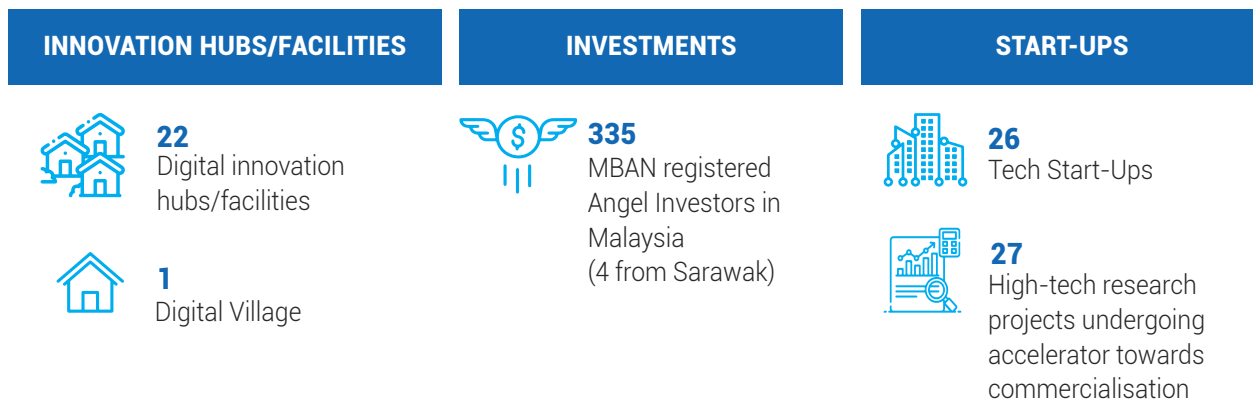 INNOVATION HUBS/FACILITIES
22
Digital innovation
hubs/facilities
1
Digital Village
INVESTMENTS
$
335
MBAN registered
Angel Investors in
Malaysia
(4 from Sarawak)
START-UPS
26
Tech Start-Ups
27
High-tech research
projects undergoing
accelerator towards
commercialisation